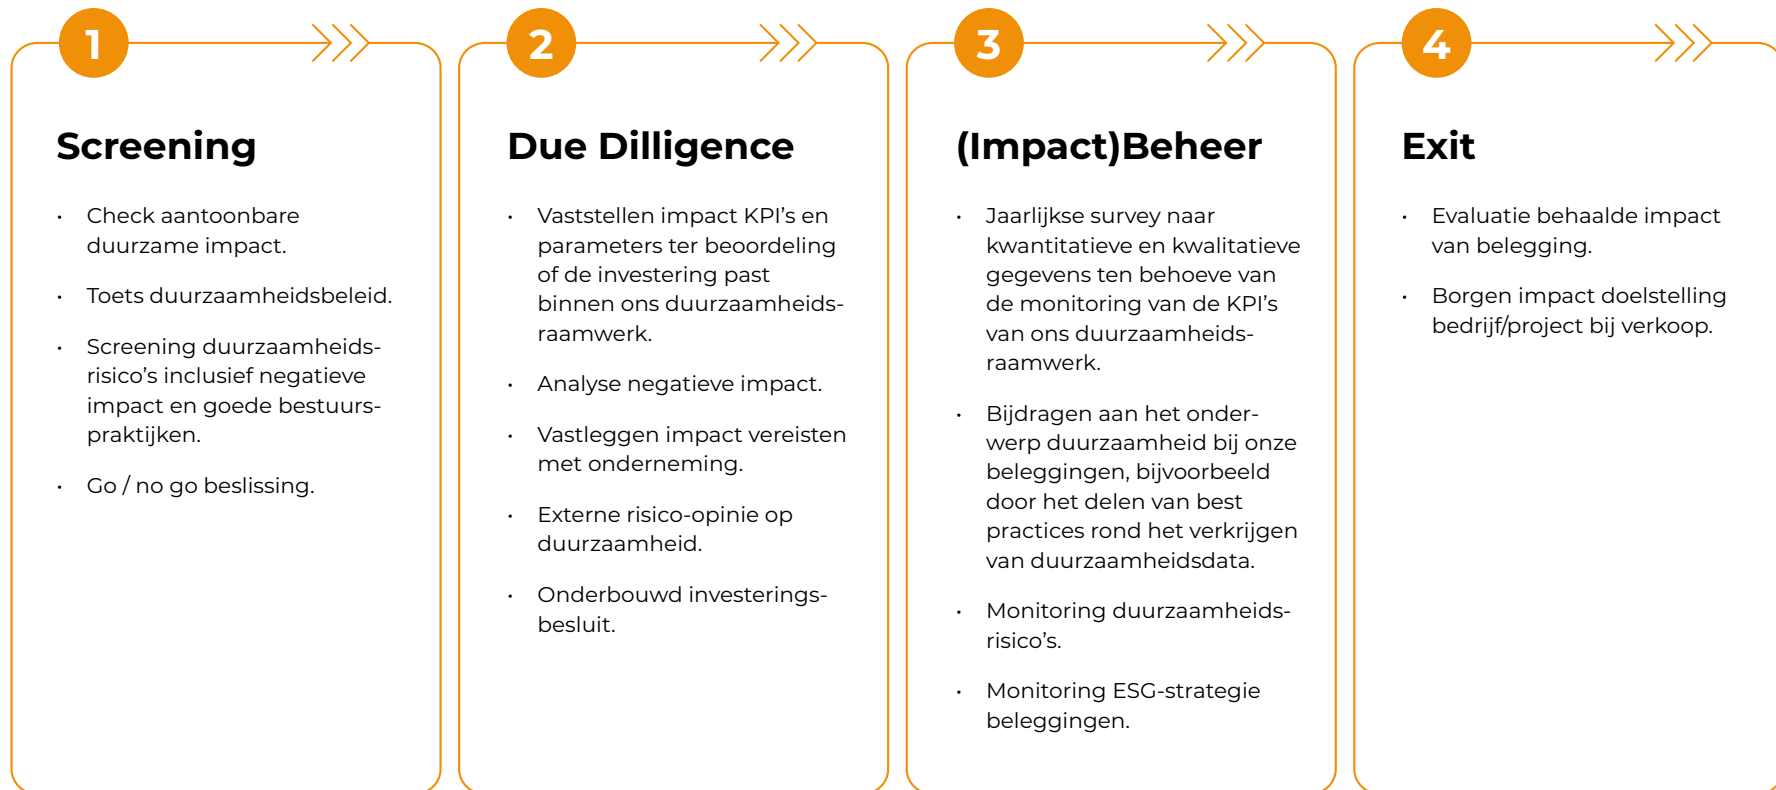 1
Screening
• Check aantoonbare
duurzame impact.
• Toets duurzaamheidsbeleid.
• Screening duurzaamheids-
risico’s inclusief negatieve
impact en goede bestuurs-
praktijken.
• Go / no go beslissing.
2
Due Dilligence
• Vaststellen impact KPI’s en
parameters ter beoordeling
of de investering past
binnen ons duurzaamheids-
raamwerk.
• Analyse negatieve impact.
• Vastleggen impact vereisten
met onderneming.
• Externe risico-opinie op
duurzaamheid.
• Onderbouwd investerings-
besluit.
3
(Impact)Beheer
• Jaarlijkse survey naar
kwantitatieve en kwalitatieve
gegevens ten behoeve van
de monitoring van de KPI’s
van ons duurzaamheids-
raamwerk.
• Bijdragen aan het onder-
werp duurzaamheid bij onze
beleggingen, bijvoorbeeld
door het delen van best
practices rond het verkrijgen
van duurzaamheidsdata.
• Monitoring duurzaamheids-
risico’s.
• Monitoring ESG-strategie
beleggingen.
4
Exit
• Evaluatie behaalde impact
van belegging.
• Borgen impact doelstelling
bedrijf/project bij verkoop.